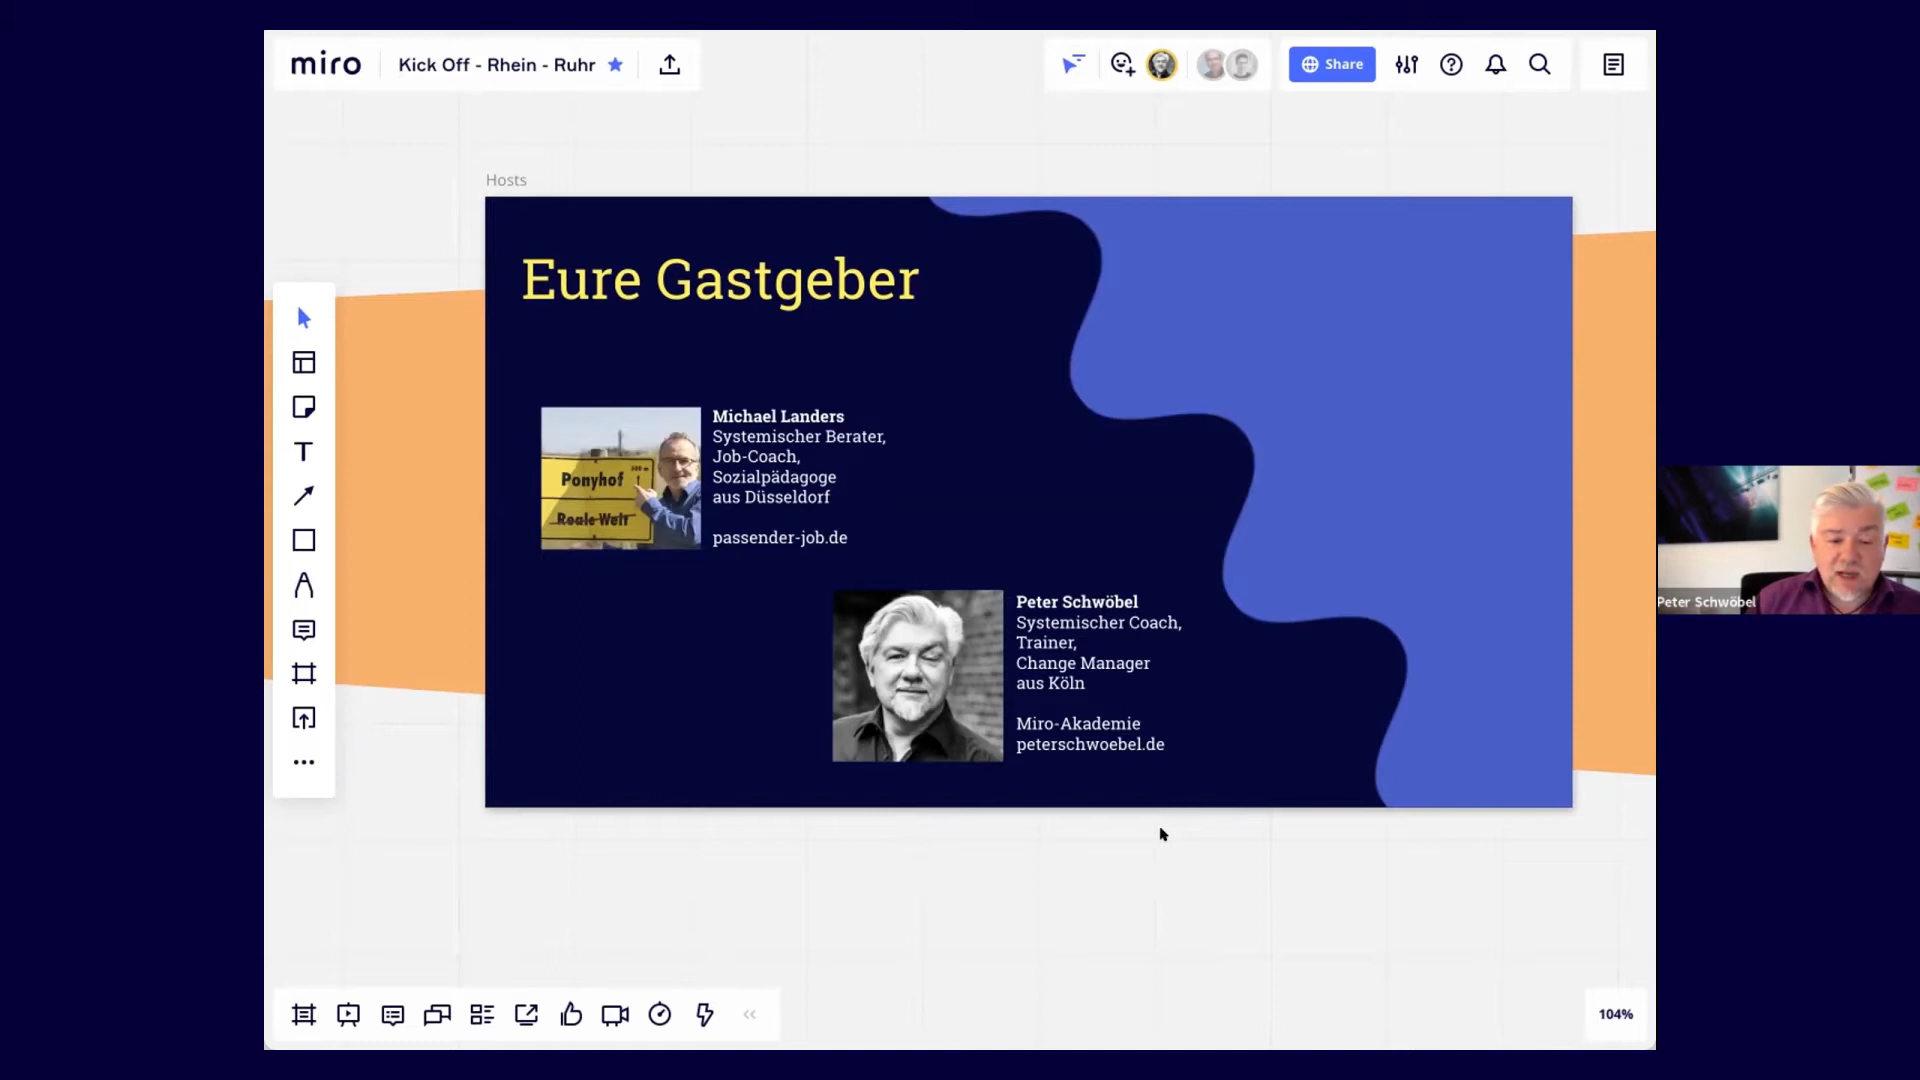 miro
Kick Off - Rhein - Ruhr
Share
Hosts
Eure Gastgeber
Ponyhof
300 m
Reale Welt
Michael Landers
Systemischer Berater,
Job-Coach,
Sozialpädagoge
aus Düsseldorf
passender-job.de
Peter Schwöbel
Systemischer Coach,
Trainer,
Change Manager
aus Köln
Miro-Akademie
peterschwoebel.de
Peter Schwöbel
104%